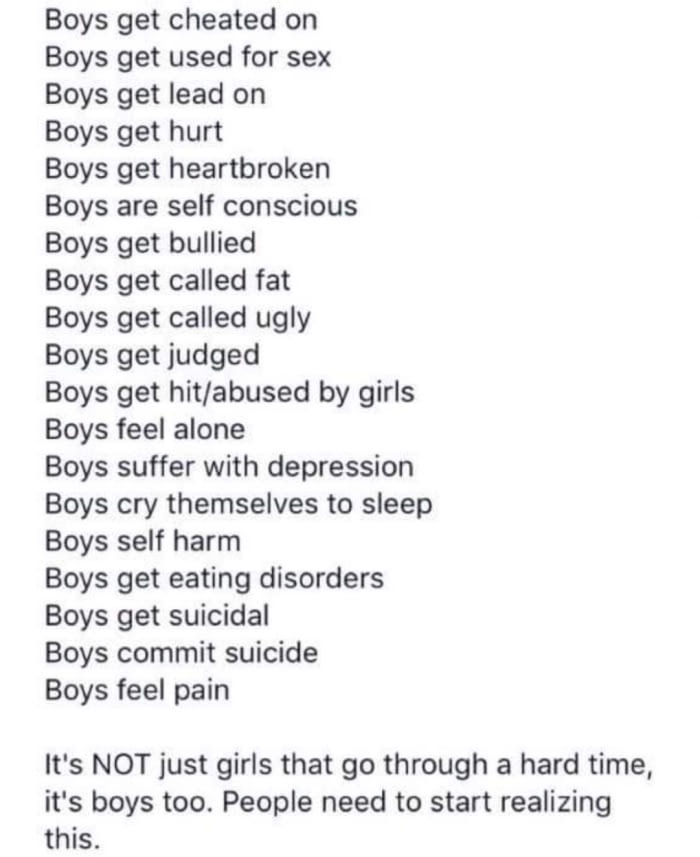 Boys get cheated on
Boys get used for sex
Boys get lead on
Boys get hurt
Boys get heartbroken
Boys are self conscious
Boys get bullied
Boys get called fat
Boys get called ugly
Boys get judged
Boys get hit/abused by girls
Boys feel alone
Boys suffer with depression
Boys cry themselves to sleep
Boys self harm
Boys get eating disorders
Boys get suicidal
Boys commit suicide
Boys feel pain
It's NOT just girls that go through a hard time,
it's boys too. People need to start realizing
this.